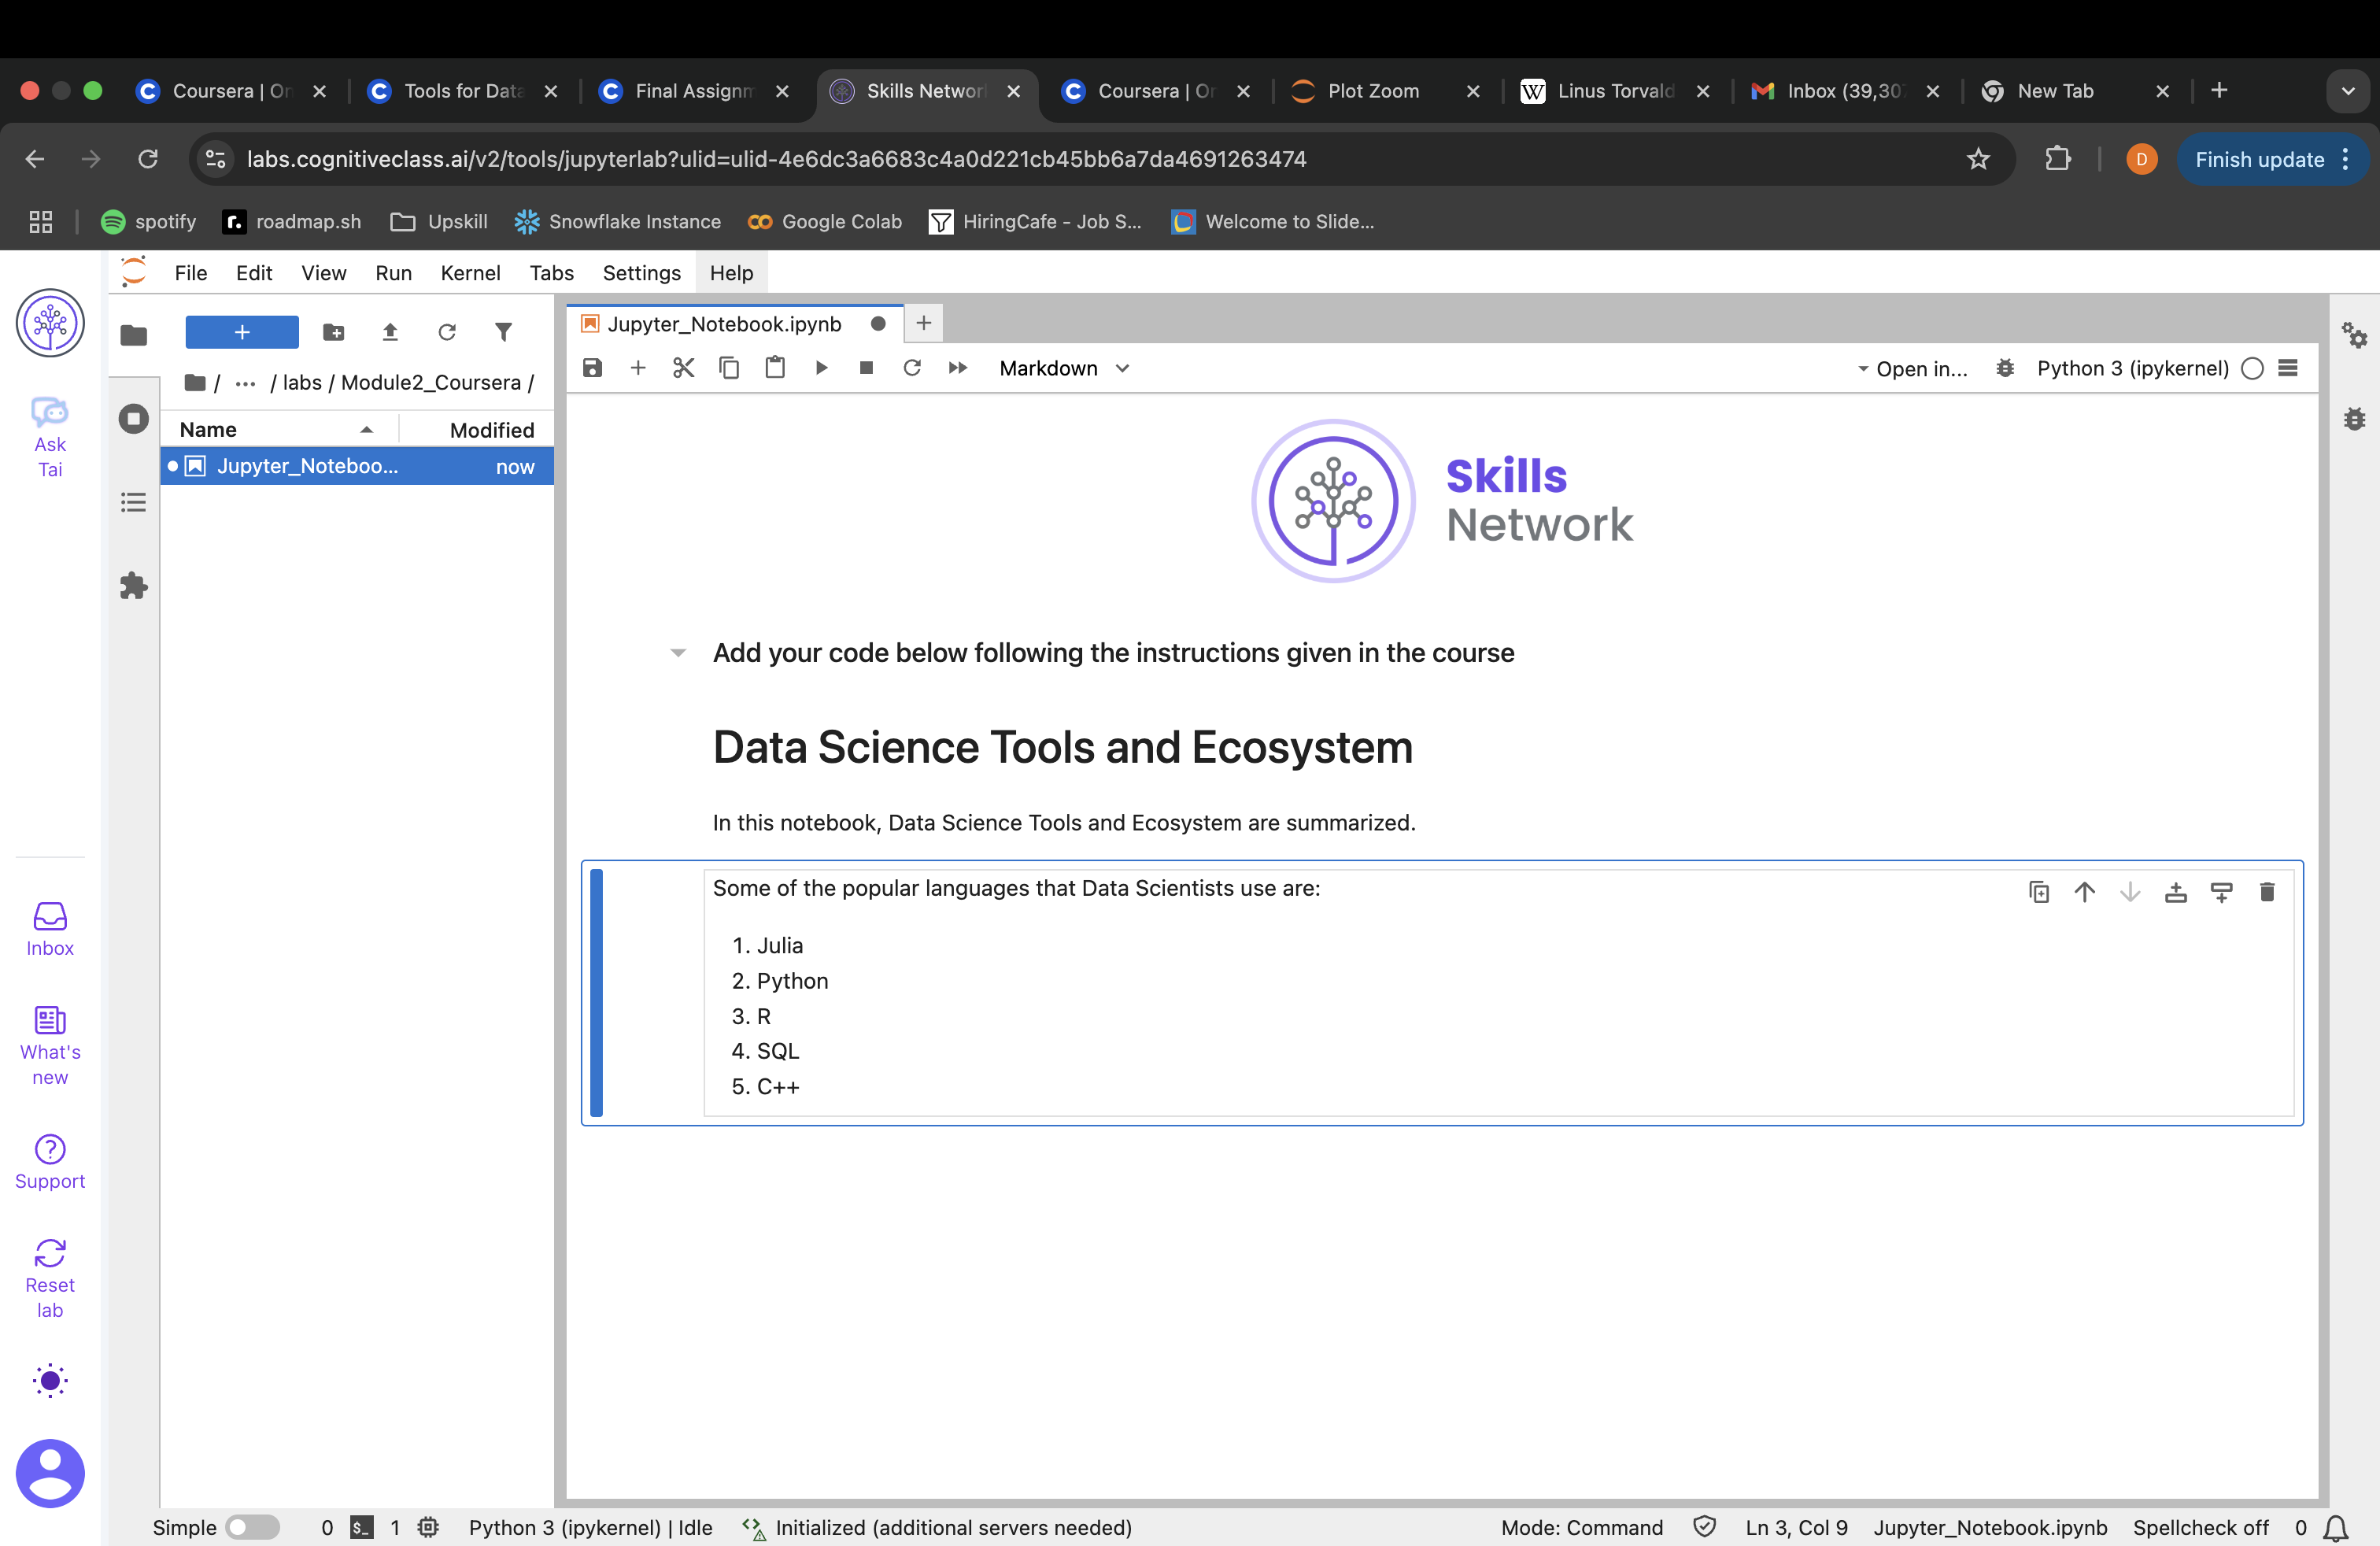 Coursera | On
Tools for Data
Final Assignm
Skills Networ
Coursera | On
Plot Zoom
W Linus Torvald
Inbox (39,307
New Tab
labs.cognitiveclass.ai/v2/tools/jupyterlab?ulid=ulid-4e6dc3a6683c4a0d221cb45bb6a7da4691263474
D
Finish update
spotify
r. roadmap.sh
Upskill
Snowflake Instance
Google Colab
HiringCafe - Job S...
Welcome to Slide...
File Edit View Run Kernel Tabs Settings Help
Ask
Tai
/ ... / labs / Module2_Coursera /
Name Modified
Jupyter_Noteboo... now
Inbox
What's
new
Support
Reset
lab
Jupyter_Notebook.ipynb
Markdown
Open in...
Python 3 (ipykernel)
Skills
Network
Add your code below following the instructions given in the course
Data Science Tools and Ecosystem
In this notebook, Data Science Tools and Ecosystem are summarized.
Some of the popular languages that Data Scientists use are:
1. Julia
2. Python
3. R
4. SQL
5. C++
Simple 0 $_ 1 Python 3 (ipykernel) | Idle Initialized (additional servers needed) Mode: Command Ln 3, Col 9 Jupyter_Notebook.ipynb Spellcheck off 0